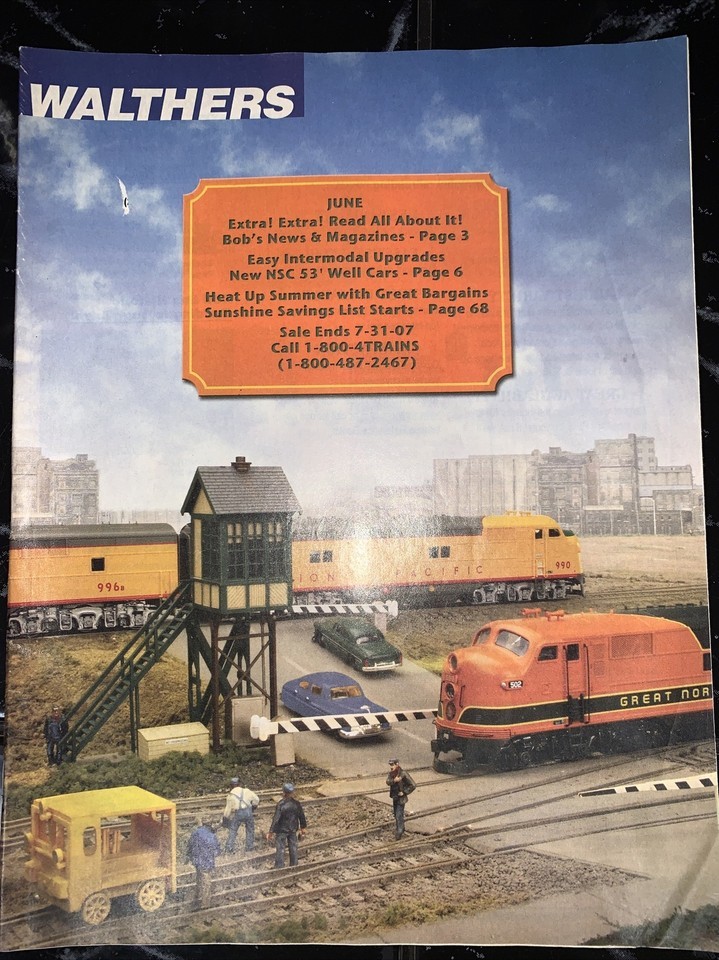 WALTHERS
JUNE
Extra! Extra! Read All About It!
Bob's News & Magazines - Page 3
Easy Intermodal Upgrades
New NSC 53' Well Cars - Page 6
Heat Up Summer with Great Bargains
Sunshine Savings List Starts - Page 68
Sale Ends 7-31-07
Call 1-800-4TRAINS
(1-800-487-2467)
996B
ION PACIFIC
990
502
GREAT NOR